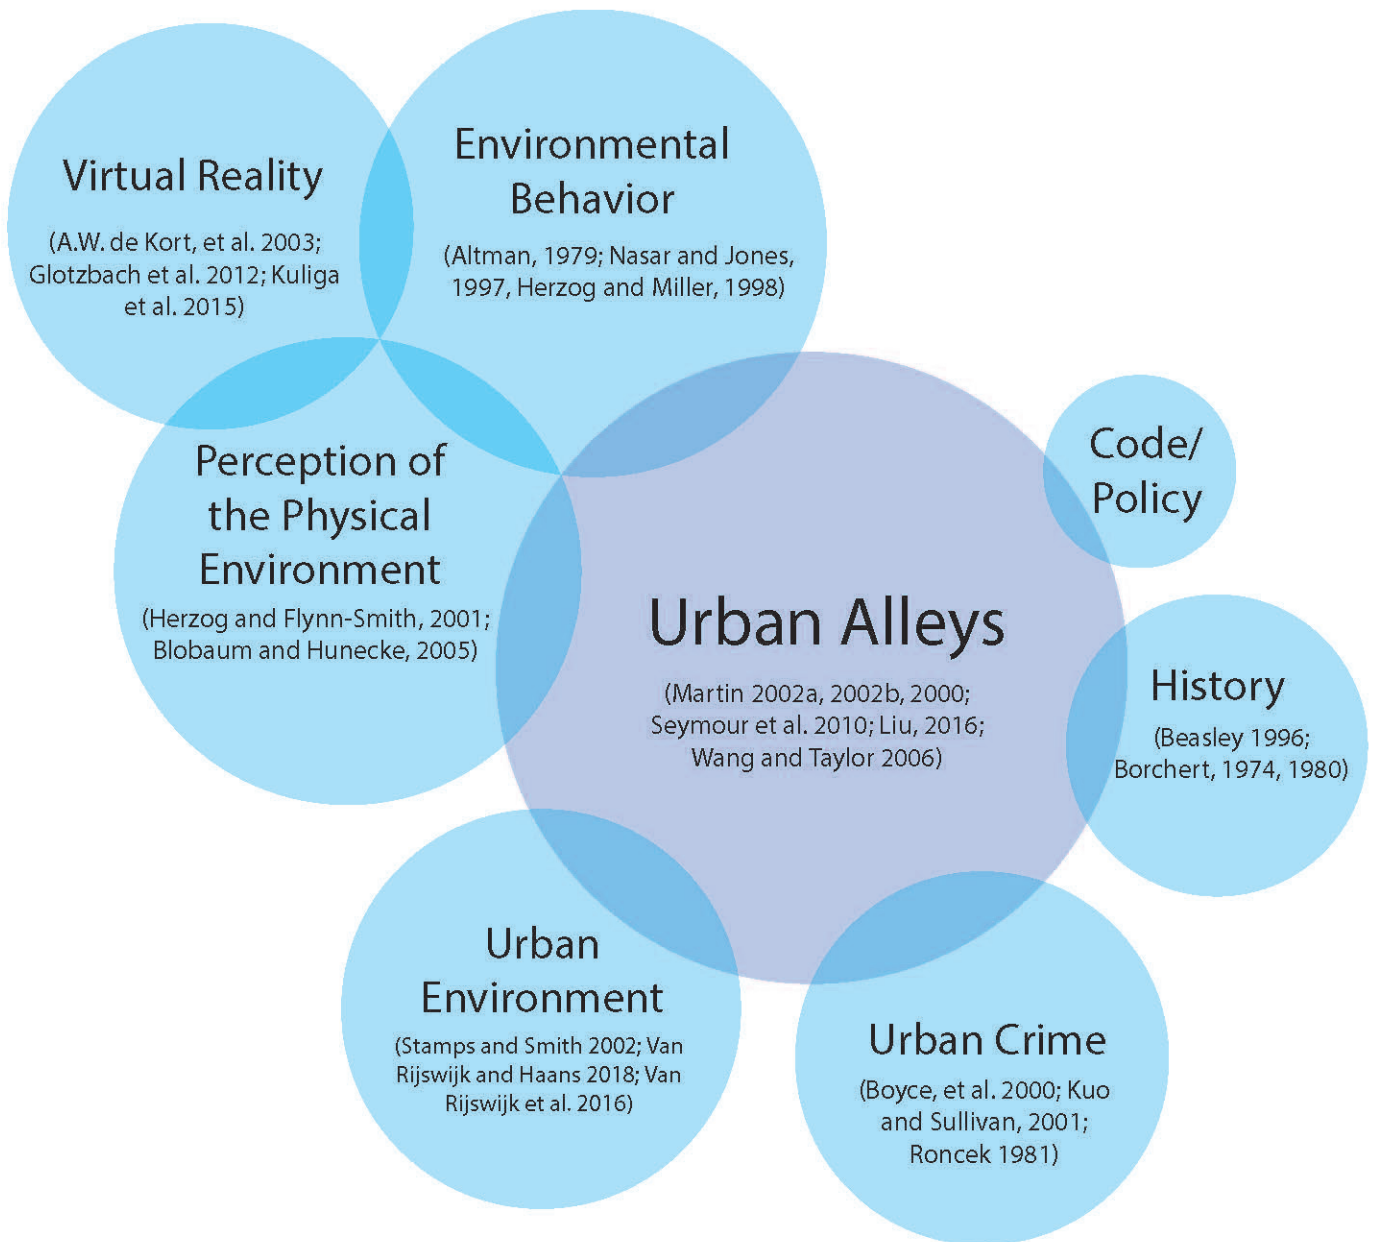 Virtual Reality
(A.W. de Kort, et al. 2003;
Glotzbach et al. 2012; Kuliga
et al. 2015)
Environmental
Behavior
(Altman, 1979; Nasar and Jones,
1997, Herzog and Miller, 1998)
Perception of
the Physical
Environment
(Herzog and Flynn-Smith, 2001;
Blobaum and Hunecke, 2005)
Urban Alleys
(Martin 2002a, 2002b, 2000;
Seymour et al. 2010; Liu, 2016;
Wang and Taylor 2006)
Code/
Policy
History
(Beasley 1996;
Borchert, 1974, 1980)
Urban
Environment
(Stamps and Smith 2002; Van
Rijswijk and Haans 2018; Van
Rijswijk et al. 2016)
Urban Crime
(Boyce, et al. 2000; Kuo
and Sullivan, 2001;
Roncek 1981)